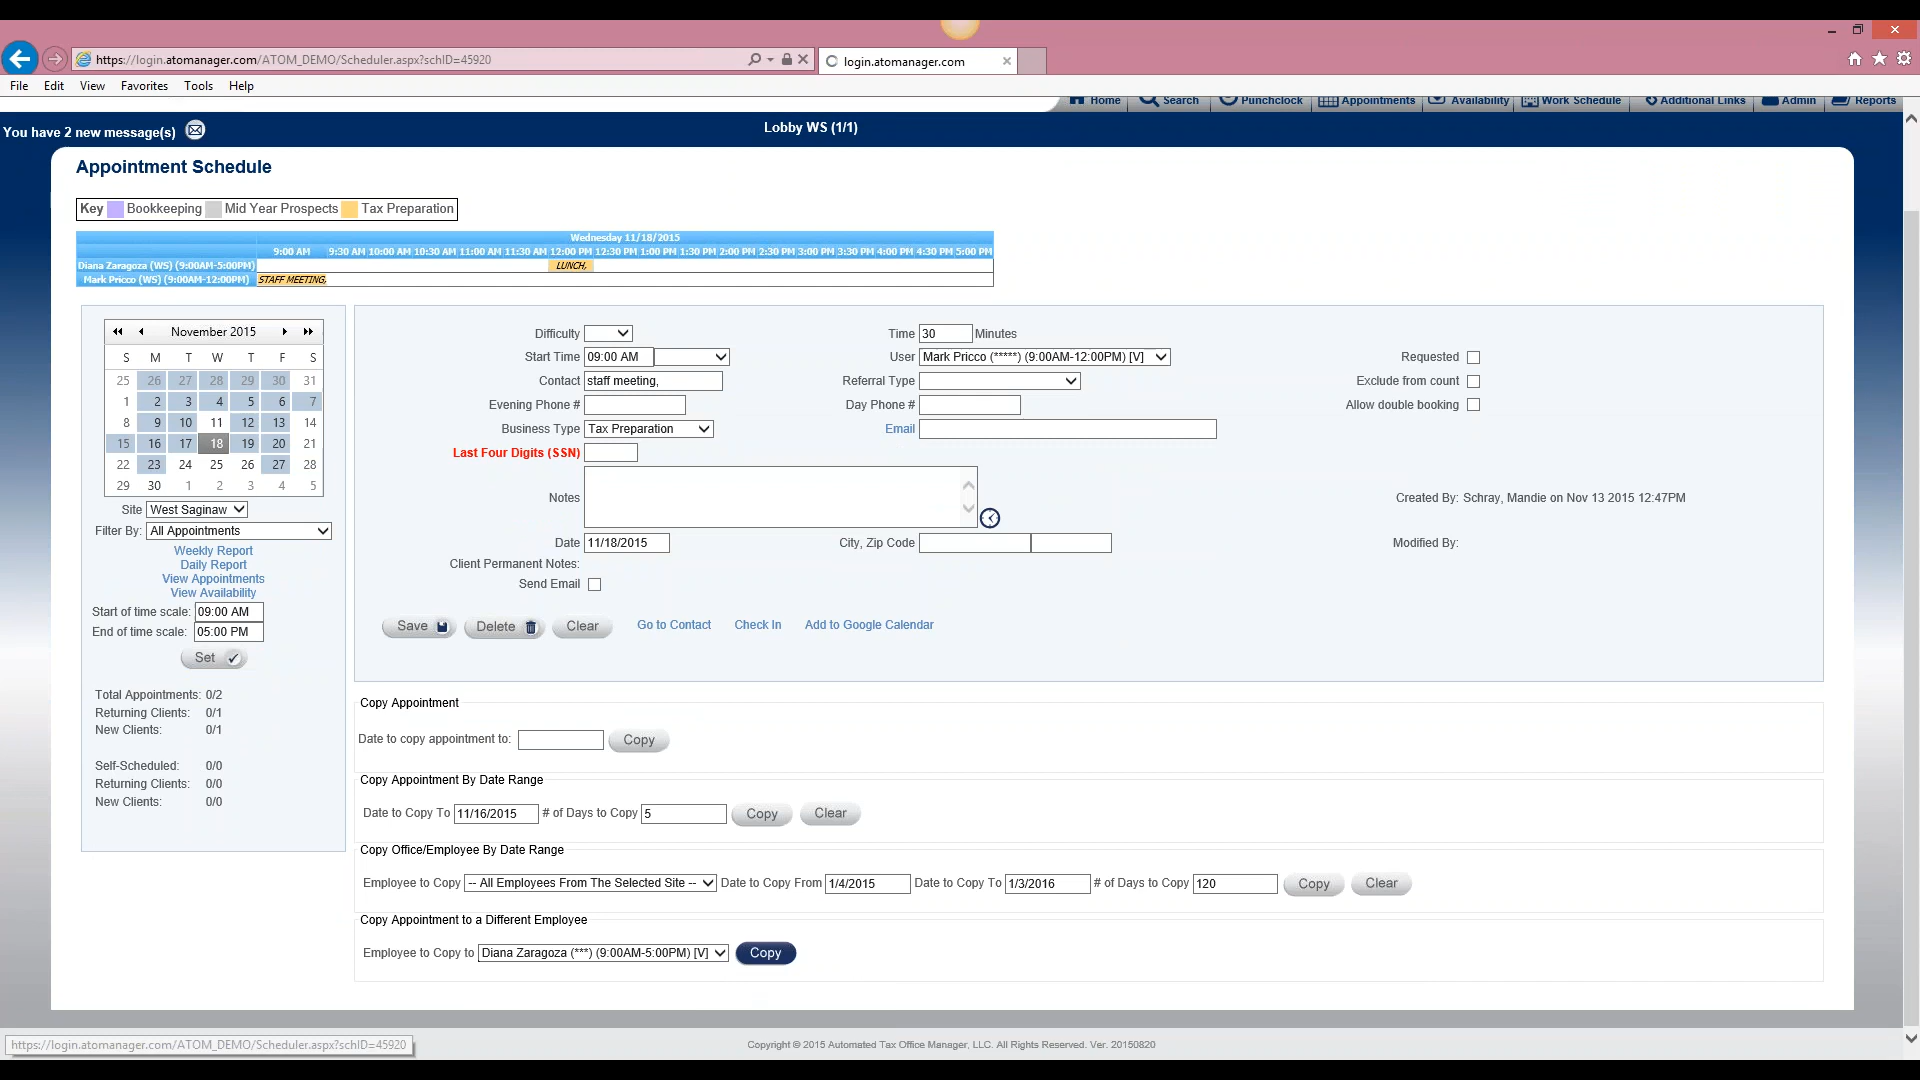 https://login.atomanager.com/ATOM_DEMO/Scheduler.aspx?schID=45920
login.atomanager.com
File Edit View Favorites Tools Help
Home Search Punchclock Appointments Availability Work Schedule Additional Links Admin Reports
You have 2 new message(s)
Lobby WS (1/1)
Appointment Schedule
Key Bookkeeping Mid Year Prospects Tax Preparation
Wednesday 11/18/2015
9:00 AM 9:30 AM 10:00 AM 10:30 AM 11:00 AM 11:30 AM 12:00 PM 12:30 PM 1:00 PM 1:30 PM 2:00 PM 2:30 PM 3:00 PM 3:30 PM 4:00 PM 4:30 PM 5:00 PM
Diana Zaragoza (WS) (9:00AM-5:00PM) LUNCH,
Mark Pricco (WS) (9:00AM-12:00PM) STAFF MEETING,
November 2015
S M T W T F S
25 26 27 28 29 30 31
1 2 3 4 5 6 7
8 9 10 11 12 13 14
15 16 17 18 19 20 21
22 23 24 25 26 27 28
29 30 1 2 3 4 5
Site West Saginaw
Filter By: All Appointments
Weekly Report
Daily Report
View Appointments
View Availability
Start of time scale: 09:00 AM
End of time scale: 05:00 PM
Set
Total Appointments: 0/2
Returning Clients: 0/1
New Clients: 0/1
Self-Scheduled: 0/0
Returning Clients: 0/0
New Clients: 0/0
Difficulty Time 30 Minutes
Start Time 09:00 AM User Mark Pricco (*****) (9:00AM-12:00PM) [V] Requested
Contact staff meeting, Referral Type Exclude from count
Evening Phone # Day Phone # Allow double booking
Business Type Tax Preparation Email
Last Four Digits (SSN)
Notes Created By: Schray, Mandie on Nov 13 2015 12:47PM
Date 11/18/2015 City, Zip Code Modified By:
Client Permanent Notes:
Send Email
Save Delete Clear Go to Contact Check In Add to Google Calendar
Copy Appointment
Date to copy appointment to: Copy
Copy Appointment By Date Range
Date to Copy To 11/16/2015 # of Days to Copy 5 Copy Clear
Copy Office/Employee By Date Range
Employee to Copy -- All Employees From The Selected Site -- Date to Copy From 1/4/2015 Date to Copy To 1/3/2016 # of Days to Copy 120 Copy Clear
Copy Appointment to a Different Employee
Employee to Copy to Diana Zaragoza (***) (9:00AM-5:00PM) [V] Copy
https://login.atomanager.com/ATOM_DEMO/Scheduler.aspx?schID=45920
Copyright © 2015 Automated Tax Office Manager, LLC. All Rights Reserved. Ver. 20150820